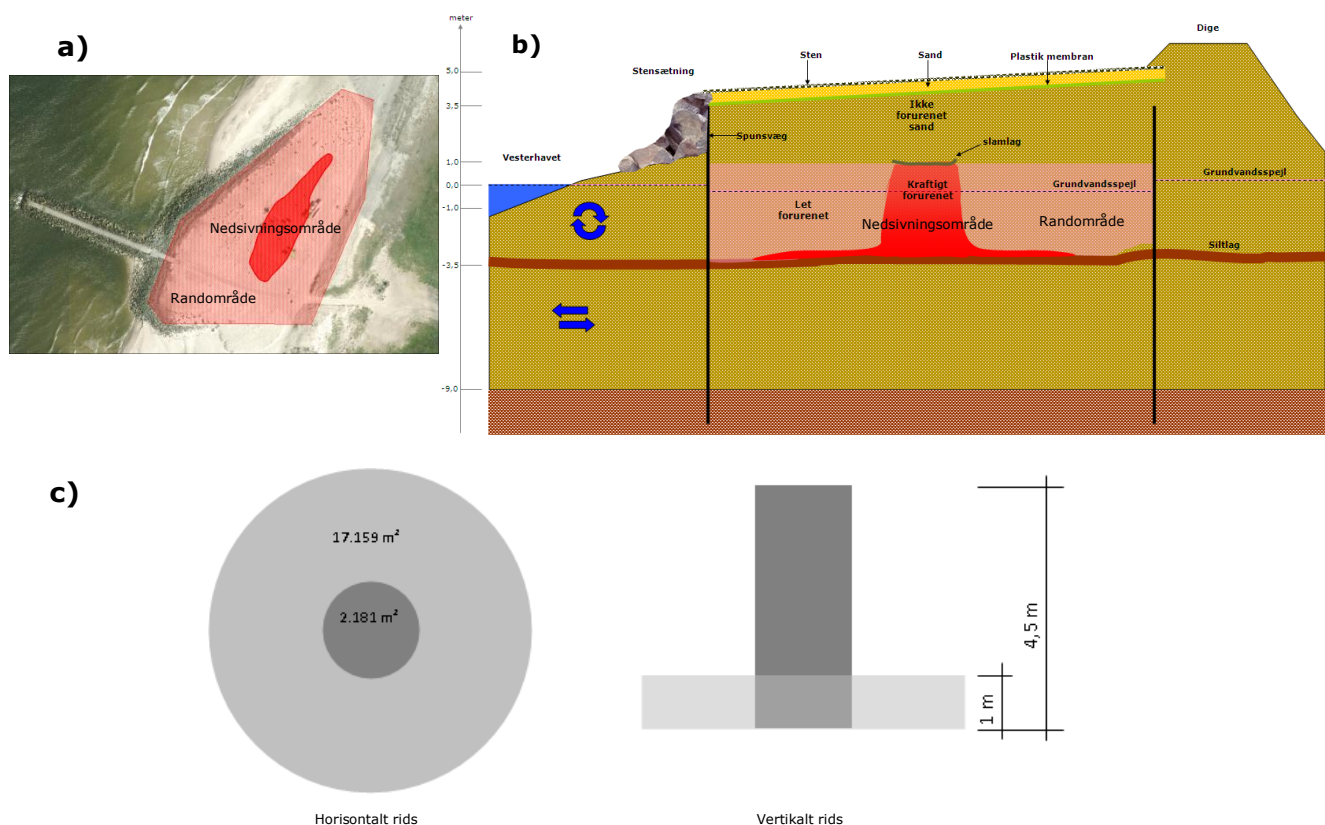 a)
Nedsivningsområde
Randområde
meter
5,0
3,5
1,0
0,0
-1,0
-3,5
-9,0
b)
Dige
Stensætning
Sten
Sand
Plastik membran
Ikke
forurenet
sand
Spunsvæg
slamlag
Vesterhavet
Grundvandsspejl
Kraftigt
forurenet
Grundvandsspejl
Let
forurenet
Nedsivningsområde
Randområde
Siltlag
c)
17.159 m²
2.181 m²
4,5 m
1 m
Horisontalt rids
Vertikalt rids